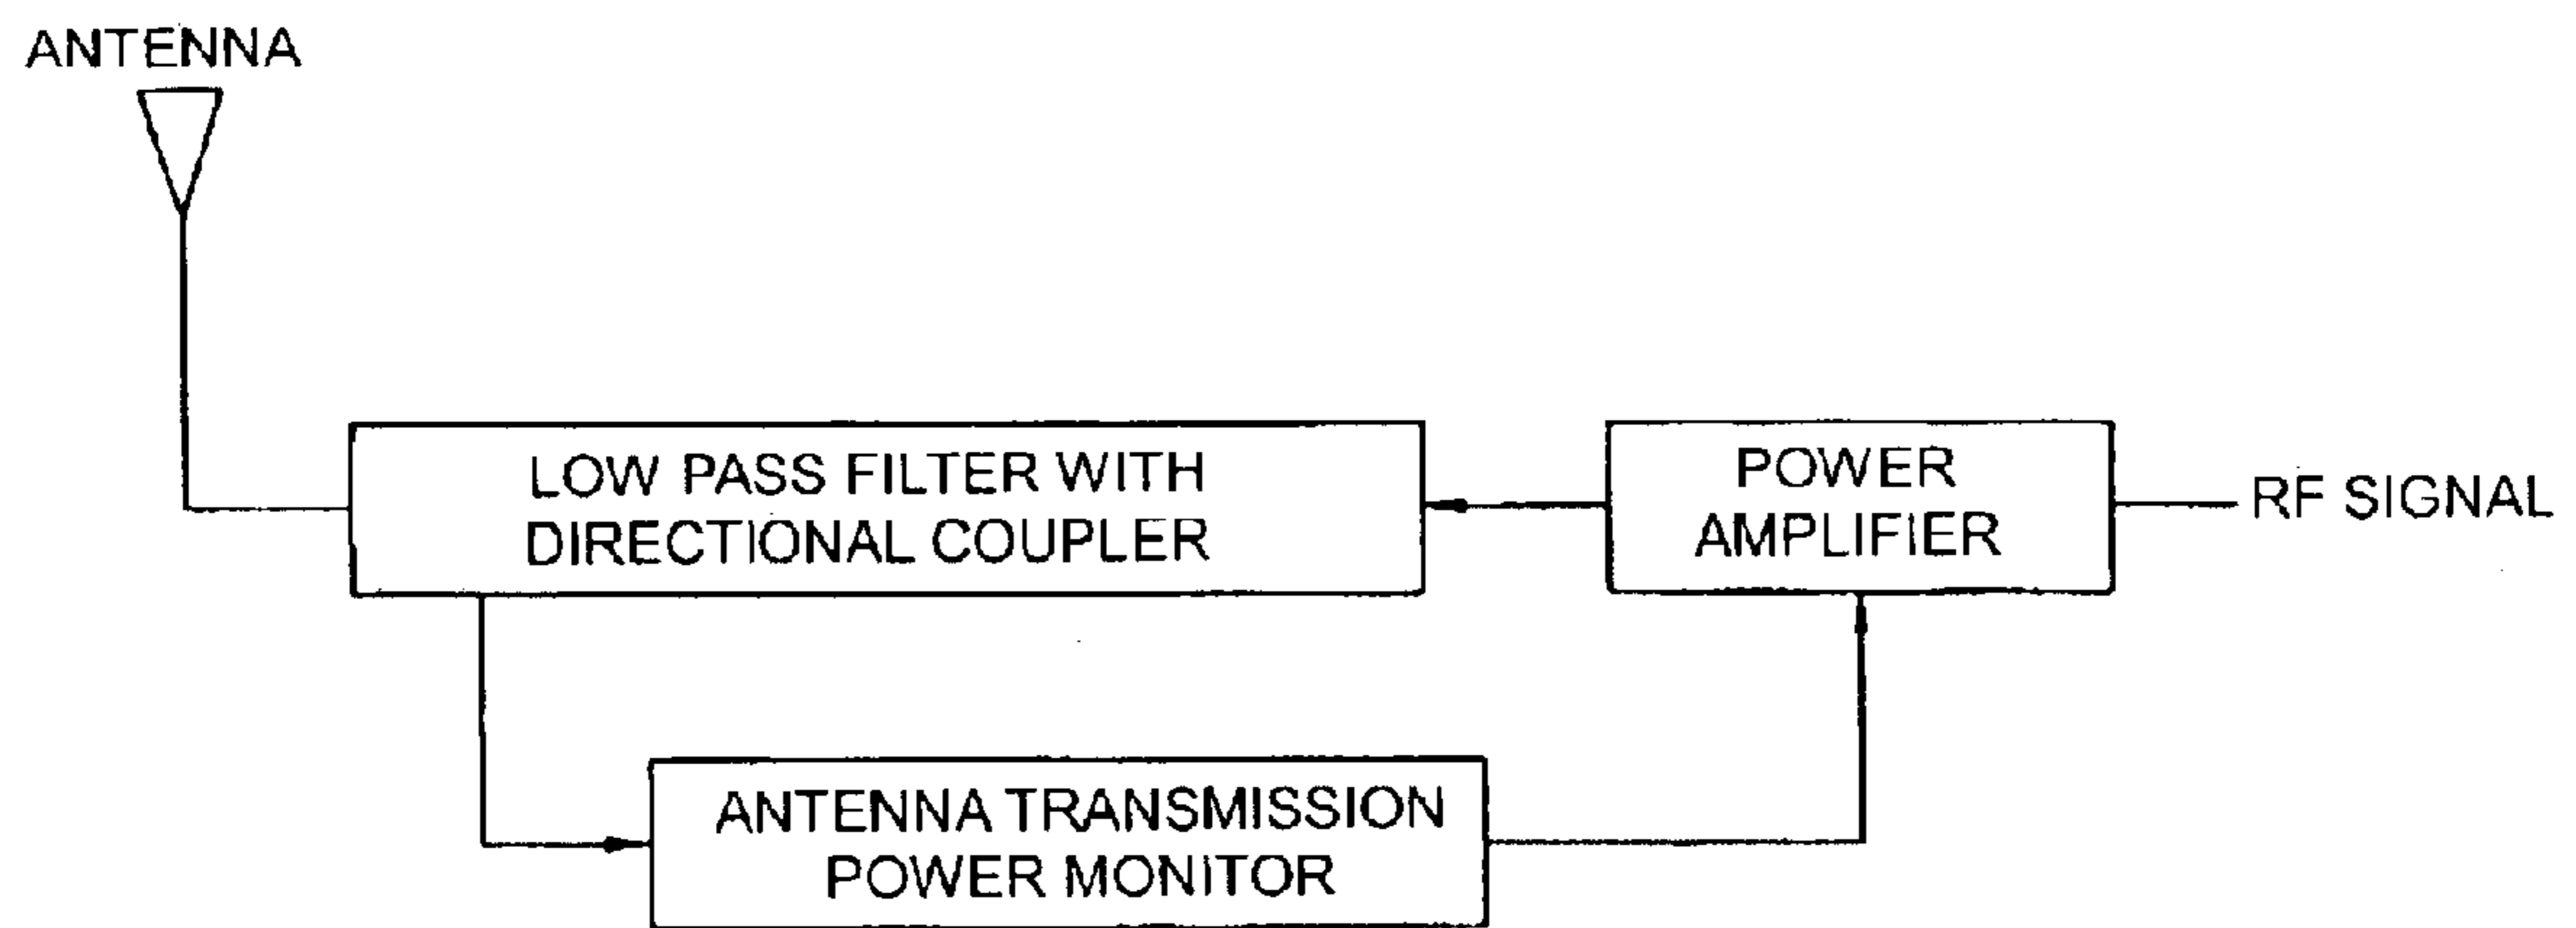 ANTENNA
LOW PASS FILTER WITH
DIRECTIONAL COUPLER
POWER
AMPLIFIER
RF SIGNAL
ANTENNA TRANSMISSION
POWER MONITOR